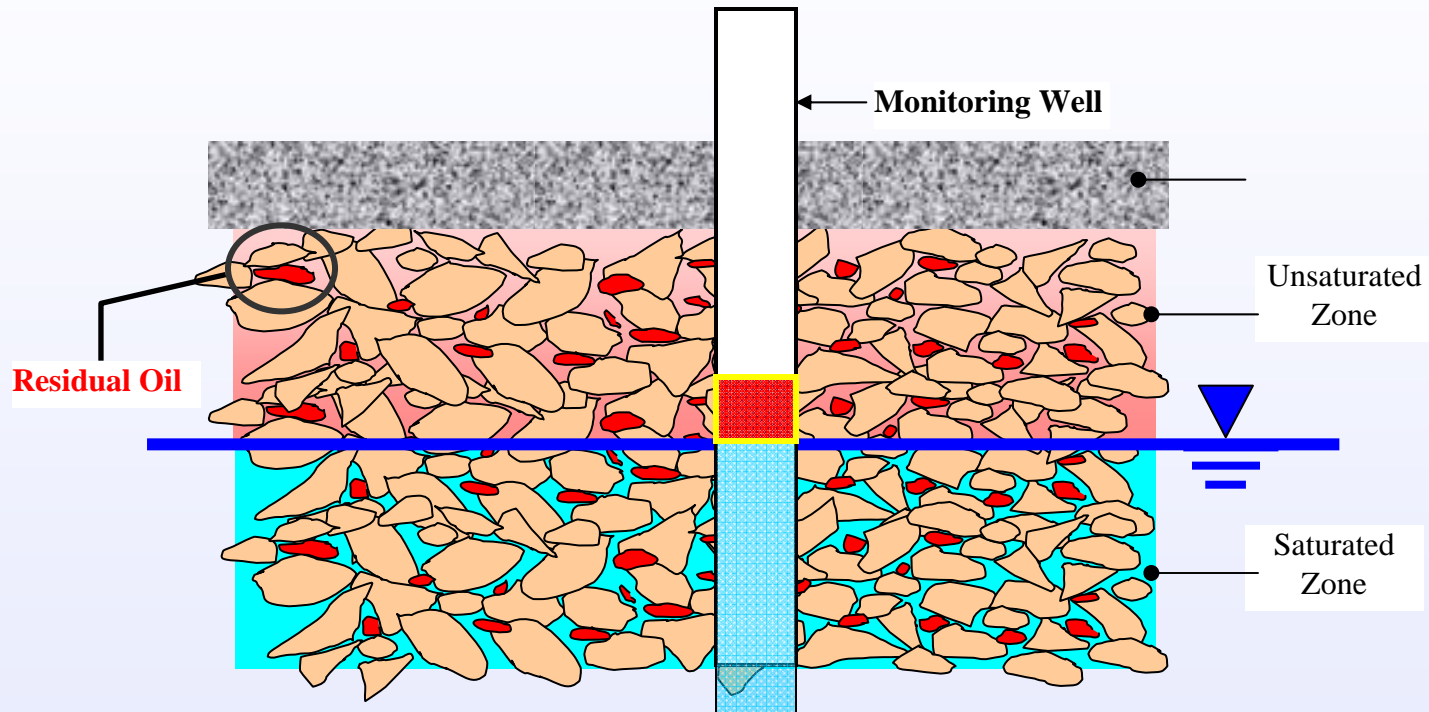 Monitoring Well
Unsaturated
Zone
Residual Oil
Saturated
Zone